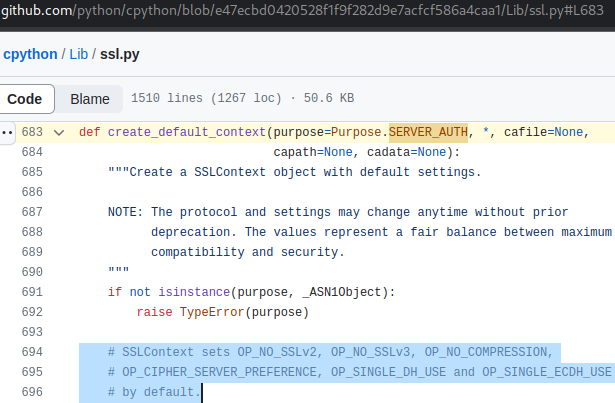 github.com/python/cpython/blob/e47ecbd0420528f1f9f282d9e7acfcf586a4caa1/Lib/ssl.py#L683
cpython / Lib / ssl.py
Code Blame 1510 lines (1267 loc) · 50.6 KB
683 def create_default_context(purpose=Purpose.SERVER_AUTH, *, cafile=None,
684 capath=None, cadata=None):
685 """Create a SSLContext object with default settings.
686
687 NOTE: The protocol and settings may change anytime without prior
688 deprecation. The values represent a fair balance between maximum
689 compatibility and security.
690 """
691 if not isinstance(purpose, _ASN1Object):
692 raise TypeError(purpose)
693
694 # SSLContext sets OP_NO_SSLv2, OP_NO_SSLv3, OP_NO_COMPRESSION,
695 # OP_CIPHER_SERVER_PREFERENCE, OP_SINGLE_DH_USE and OP_SINGLE_ECDH_USE
696 # by default.